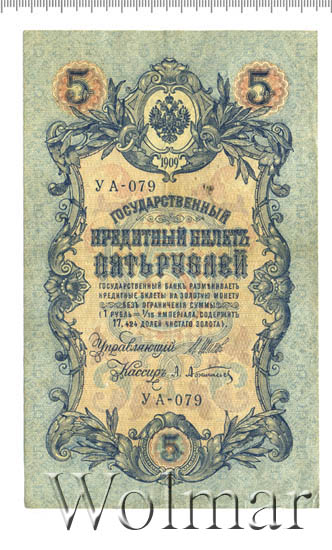 5 5
1909
УА-079
ГОСУДАРСТВЕННЫЙ
КРЕДИТНЫЙ БИЛЕТЪ
ПЯТЬ РУБЛЕЙ
ГОСУДАРСТВЕННЫЙ БАНКЪ РАЗМѢНИВАЕТЪ
КРЕДИТНЫЕ БИЛЕТЫ НА ЗОЛОТУЮ МОНЕТУ
БЕЗЪ ОГРАНИЧЕНІЯ СУММЫ
(1 РУБЛЬ = 1/15 ИМПЕРІАЛА, СОДЕРЖИТЪ
17,424 ДОЛЕЙ ЧИСТАГО ЗОЛОТА).
Управляющій
Кассиръ
УА-079
5
Wolmar